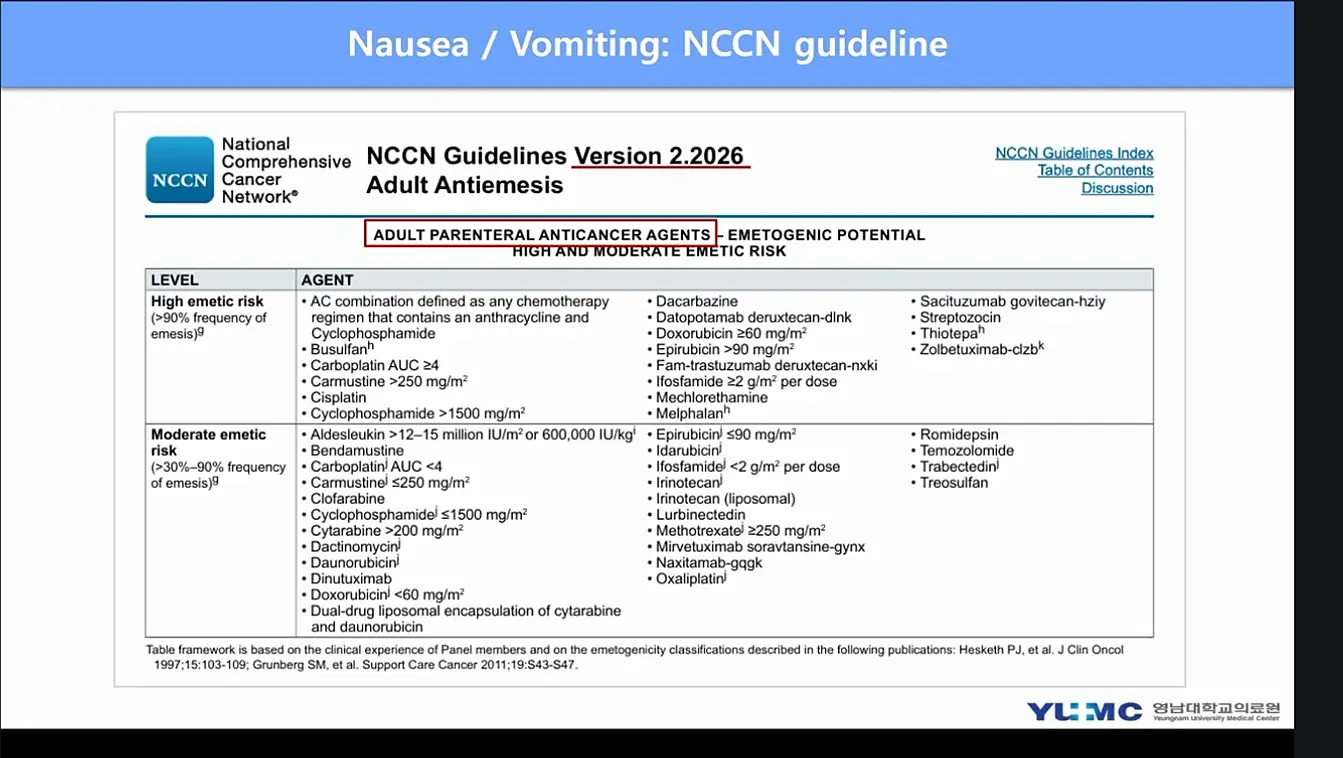 Nausea / Vomiting: NCCN guideline
NCCN
National
Comprehensive
Cancer
Network®
NCCN Guidelines Version 2.2026
Adult Antiemesis
NCCN Guidelines Index
Table of Contents
Discussion
ADULT PARENTERAL ANTICANCER AGENTS – EMETOGENIC POTENTIAL
HIGH AND MODERATE EMETIC RISK
LEVEL
AGENT
High emetic risk
(>90% frequency of
emesis)g
• AC combination defined as any chemotherapy
regimen that contains an anthracycline and
Cyclophosphamide
• Busulfanh
• Carboplatin AUC ≥4
• Carmustine >250 mg/m2
• Cisplatin
• Cyclophosphamide >1500 mg/m2
• Dacarbazine
• Datopotamab deruxtecan-dlnk
• Doxorubicin ≥60 mg/m2
• Epirubicin >90 mg/m2
• Fam-trastuzumab deruxtecan-nxki
• Ifosfamide ≥2 g/m2 per dose
• Mechlorethamine
• Melphalanh
• Sacituzumab govitecan-hziy
• Streptozocin
• Thiotepah
• Zolbetuximab-clzbk
Moderate emetic
risk
(>30%–90% frequency
of emesis)g
• Aldesleukin >12–15 million IU/m2 or 600,000 IU/kgi
• Bendamustine
• Carboplatinj AUC <4
• Carmustinej ≤250 mg/m2
• Clofarabine
• Cyclophosphamidej ≤1500 mg/m2
• Cytarabine >200 mg/m2
• Dactinomycinj
• Daunorubicinj
• Dinutuximab
• Doxorubicinj <60 mg/m2
• Dual-drug liposomal encapsulation of cytarabine
and daunorubicin
• Epirubicinj ≤90 mg/m2
• Idarubicinj
• Ifosfamidej <2 g/m2 per dose
• Irinotecanj
• Irinotecan (liposomal)
• Lurbinectedin
• Methotrexatej ≥250 mg/m2
• Mirvetuximab soravtansine-gynx
• Naxitamab-gqgk
• Oxaliplatinj
• Romidepsin
• Temozolomide
• Trabectedinj
• Treosulfan
Table framework is based on the clinical experience of Panel members and on the emetogenicity classifications described in the following publications: Hesketh PJ, et al. J Clin Oncol
1997;15:103-109; Grunberg SM, et al. Support Care Cancer 2011;19:S43-S47.
YUMC 영남대학교의료원
Yeungnam University Medical Center